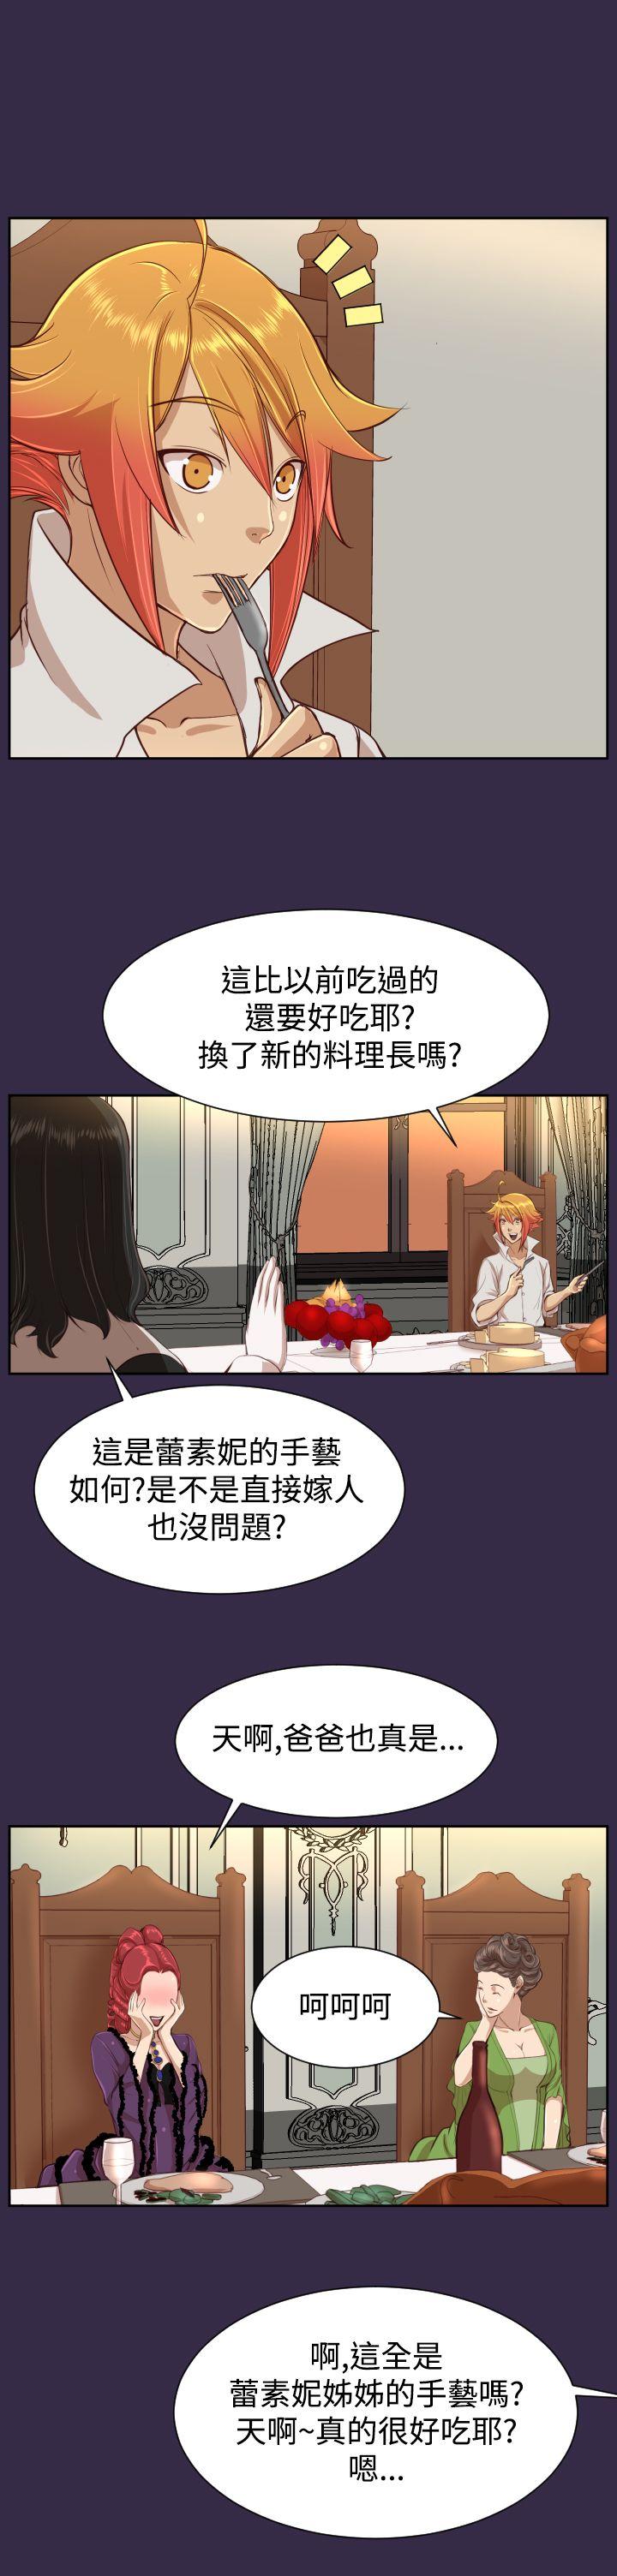 這比以前吃過的
還要好吃耶?
換了新的料理長嗎?
這是蕾素妮的手藝
如何?是不是直接嫁人
也沒問題?
天啊,爸爸也真是...
呵呵呵
啊,這全是
蕾素妮姊姊的手藝嗎?
天啊~真的很好吃耶?
嗯...